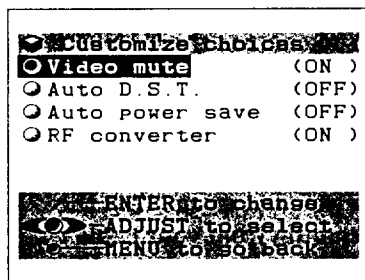 Customize choices
Video mute (ON )
Auto D.S.T. (OFF)
Auto power save (OFF)
RF converter (ON )
ENTER to change
ADJUST to select
MENU to go back